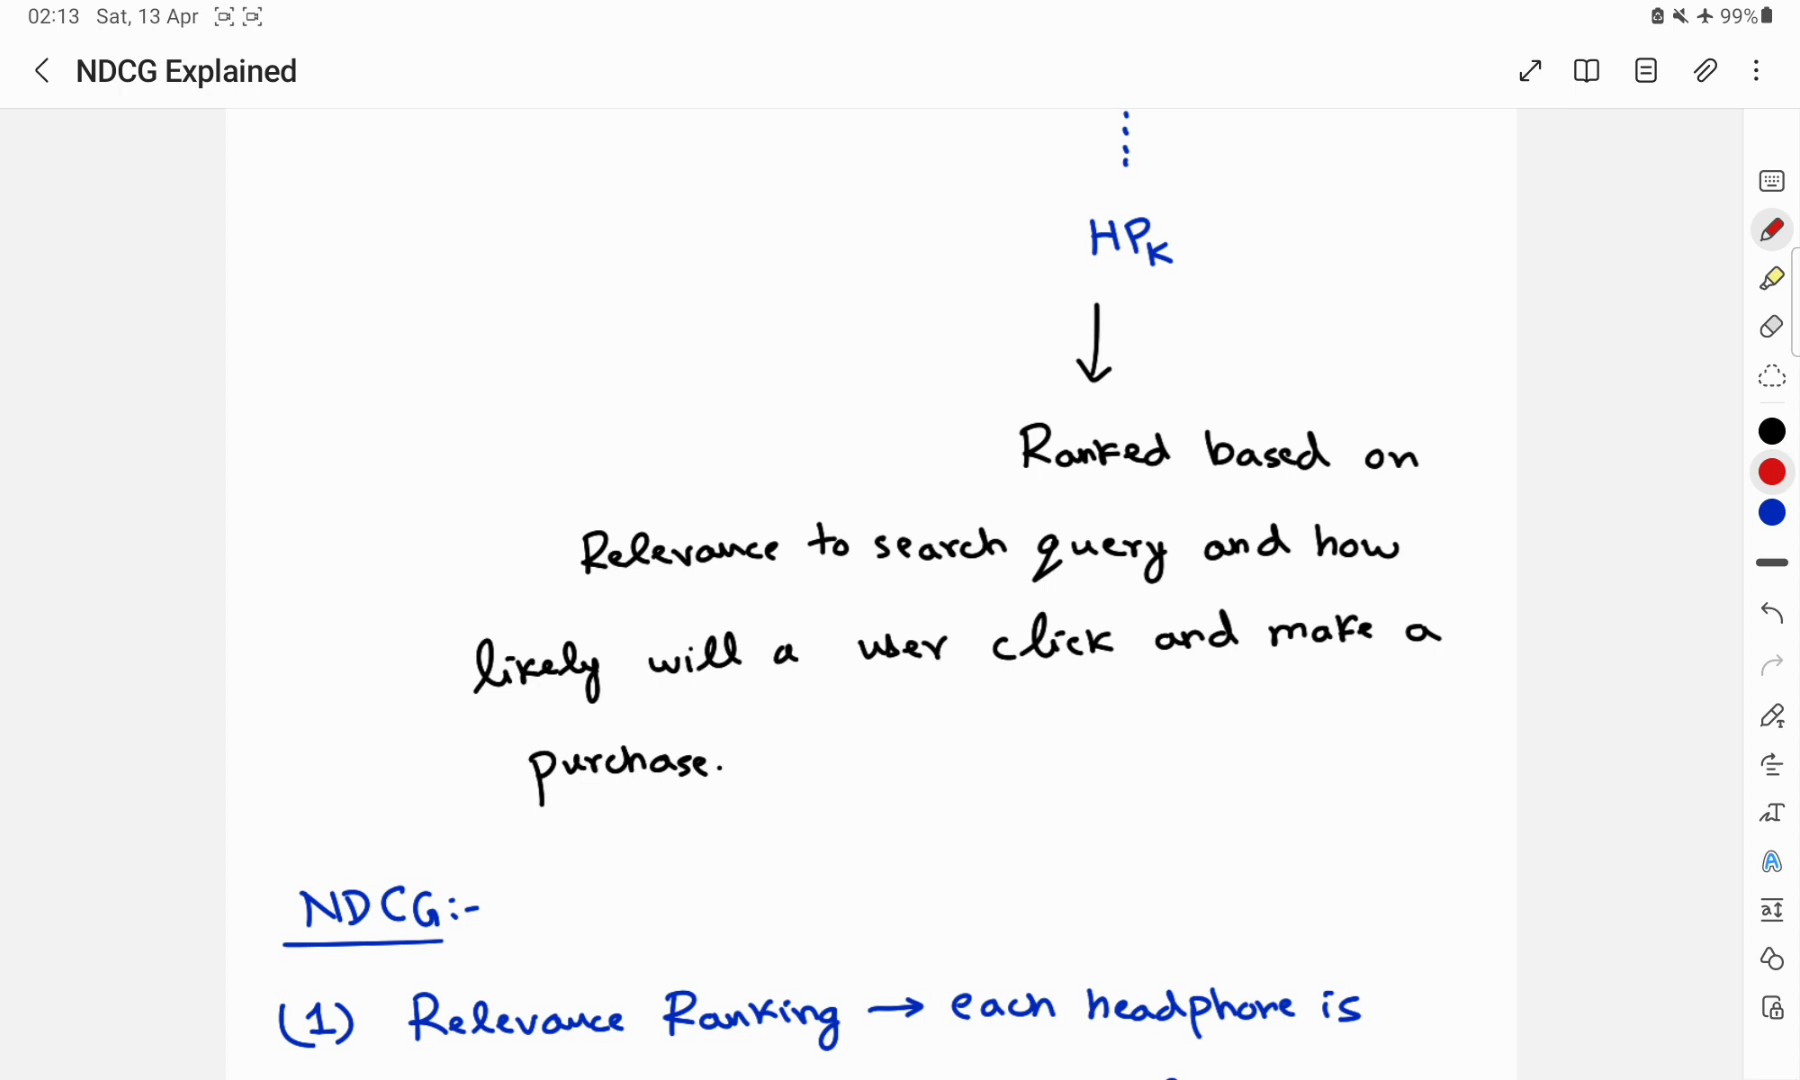 02:13 Sat, 13 Apr
99%
NDCG Explained
HPK
Ranked based on
Relevance to search query and how
likely will a user click and make a
purchase.
NDCG:-
(1) Relevance Ranking → each headphone is